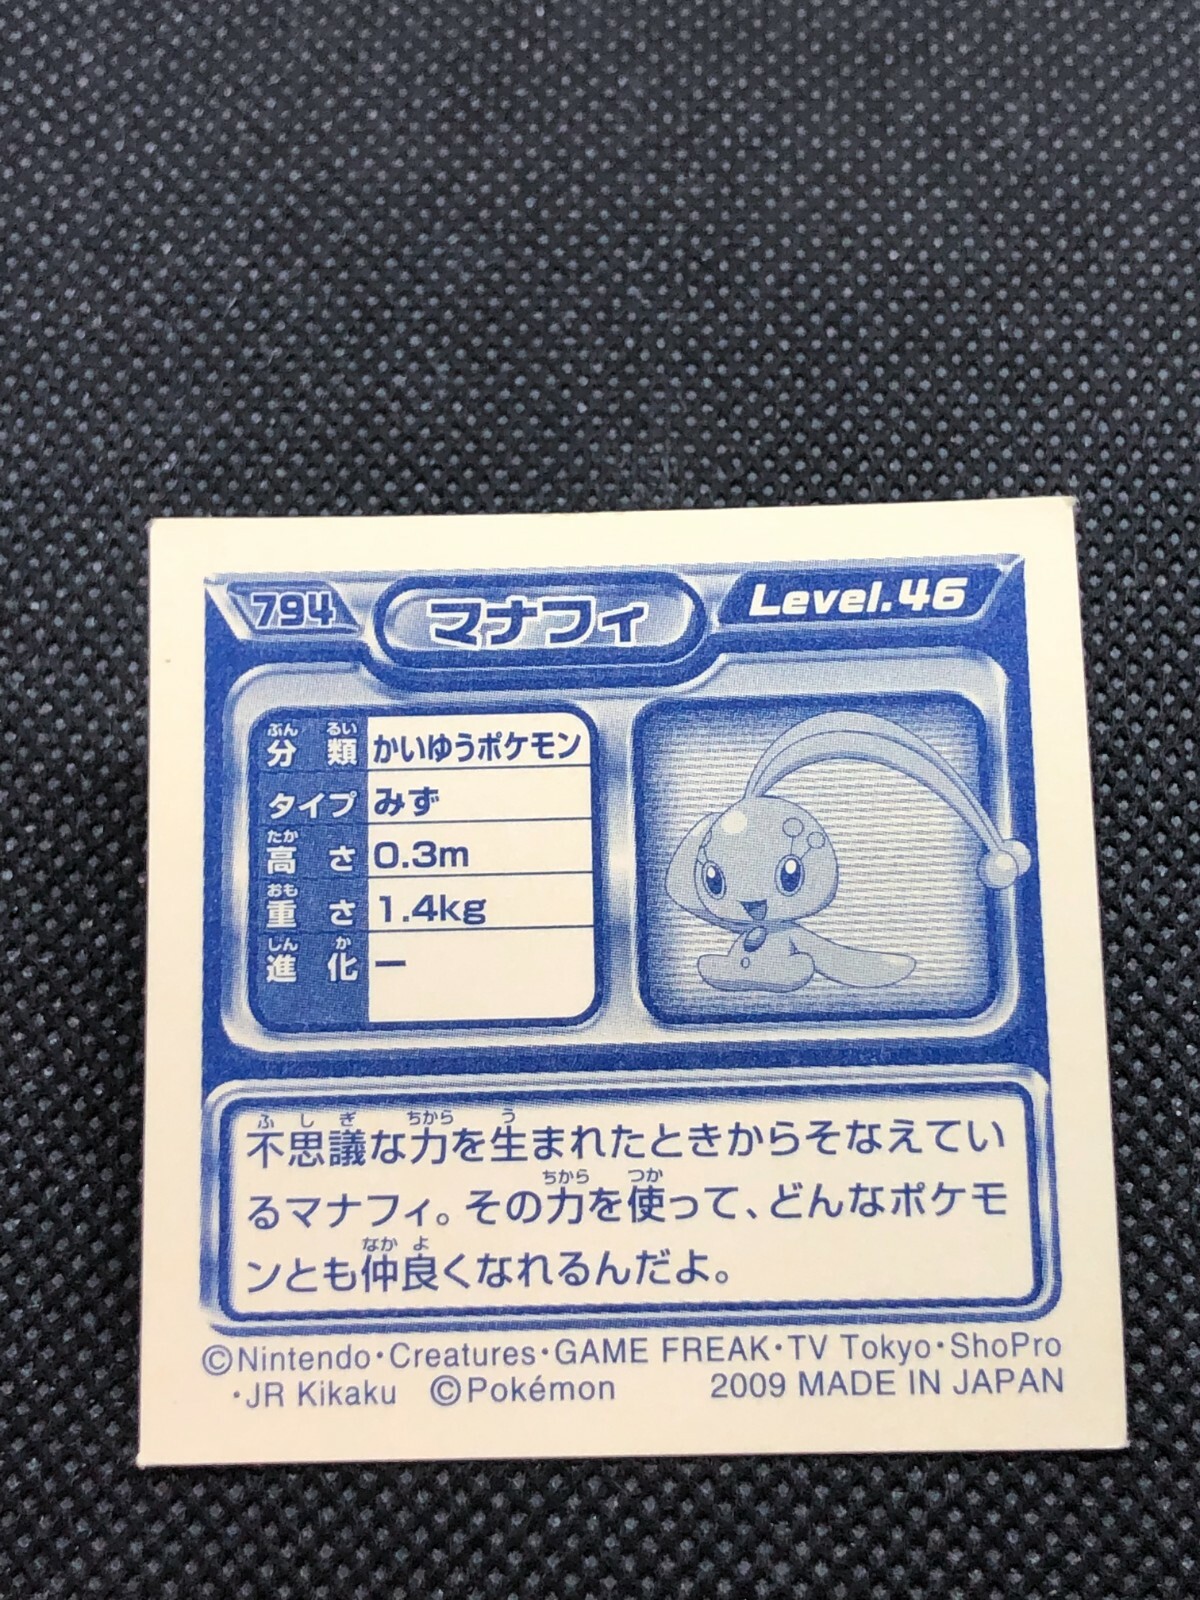 794 マナフィ Level.46
分類 かいゆうポケモン
ぶん るい
タイプ みず
たか
高さ 0.3m
おも
重さ 1.4kg
しん か
進化 ー
ふ し ぎ ちから う
不思議な力を生まれたときからそなえてい
ちから つか
るマナフィ。その力を使って、どんなポケモ
なか よ
ンとも仲良くなれるんだよ。
©Nintendo・Creatures・GAME FREAK・TV Tokyo・ShoPro
・JR Kikaku ©Pokémon 2009 MADE IN JAPAN